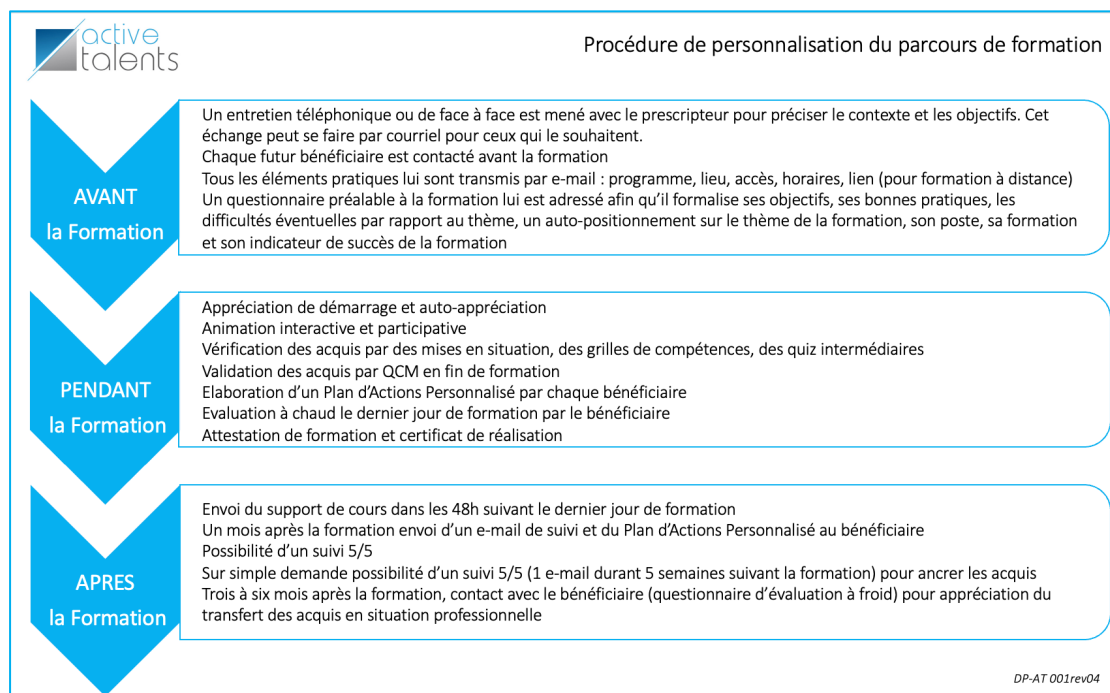 active
talents
Procédure de personnalisation du parcours de formation
AVANT
la Formation
Un entretien téléphonique ou de face à face est mené avec le prescripteur pour préciser le contexte et les objectifs. Cet
échange peut se faire par courriel pour ceux qui le souhaitent.
Chaque futur bénéficiaire est contacté avant la formation
Tous les éléments pratiques lui sont transmis par e-mail : programme, lieu, accès, horaires, lien (pour formation à distance)
Un questionnaire préalable à la formation lui est adressé afin qu'il formalise ses objectifs, ses bonnes pratiques, les
difficultés éventuelles par rapport au thème, un auto-positionnement sur le thème de la formation, son poste, sa formation
et son indicateur de succès de la formation
PENDANT
la Formation
Appréciation de démarrage et auto-appréciation
Animation interactive et participative
Vérification des acquis par des mises en situation, des grilles de compétences, des quiz intermédiaires
Validation des acquis par QCM en fin de formation
Elaboration d'un Plan d'Actions Personnalisé par chaque bénéficiaire
Evaluation à chaud le dernier jour de formation par le bénéficiaire
Attestation de formation et certificat de réalisation
APRES
la Formation
Envoi du support de cours dans les 48h suivant le dernier jour de formation
Un mois après la formation envoi d'un e-mail de suivi et du Plan d'Actions Personnalisé au bénéficiaire
Possibilité d'un suivi 5/5
Sur simple demande possibilité d'un suivi 5/5 (1 e-mail durant 5 semaines suivant la formation) pour ancrer les acquis
Trois à six mois après la formation, contact avec le bénéficiaire (questionnaire d'évaluation à froid) pour appréciation du
transfert des acquis en situation professionnelle
DP-AT 001rev04